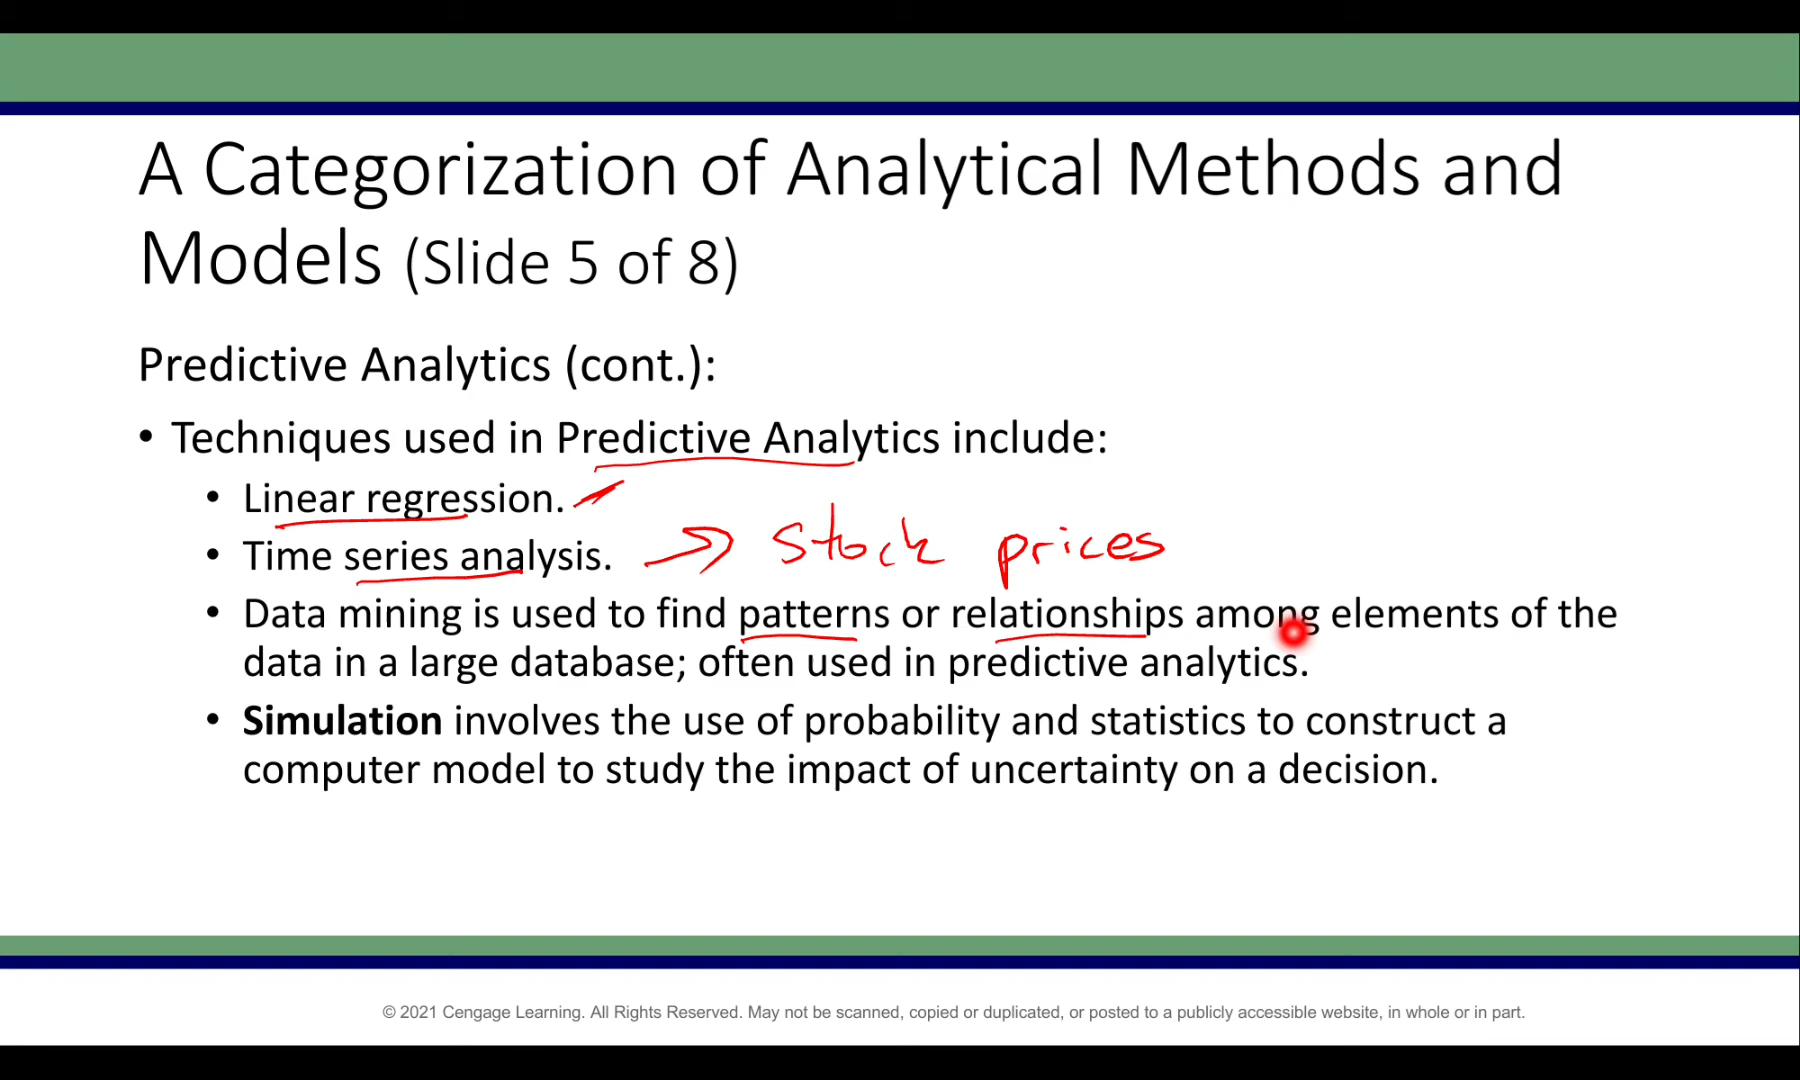 A Categorization of Analytical Methods and
Models (Slide 5 of 8)
Predictive Analytics (cont.):
• Techniques used in Predictive Analytics include:
• Linear regression.
• Time series analysis. → stock prices
• Data mining is used to find patterns or relationships among elements of the
data in a large database; often used in predictive analytics.
• Simulation involves the use of probability and statistics to construct a
computer model to study the impact of uncertainty on a decision.
© 2021 Cengage Learning. All Rights Reserved. May not be scanned, copied or duplicated, or posted to a publicly accessible website, in whole or in part.